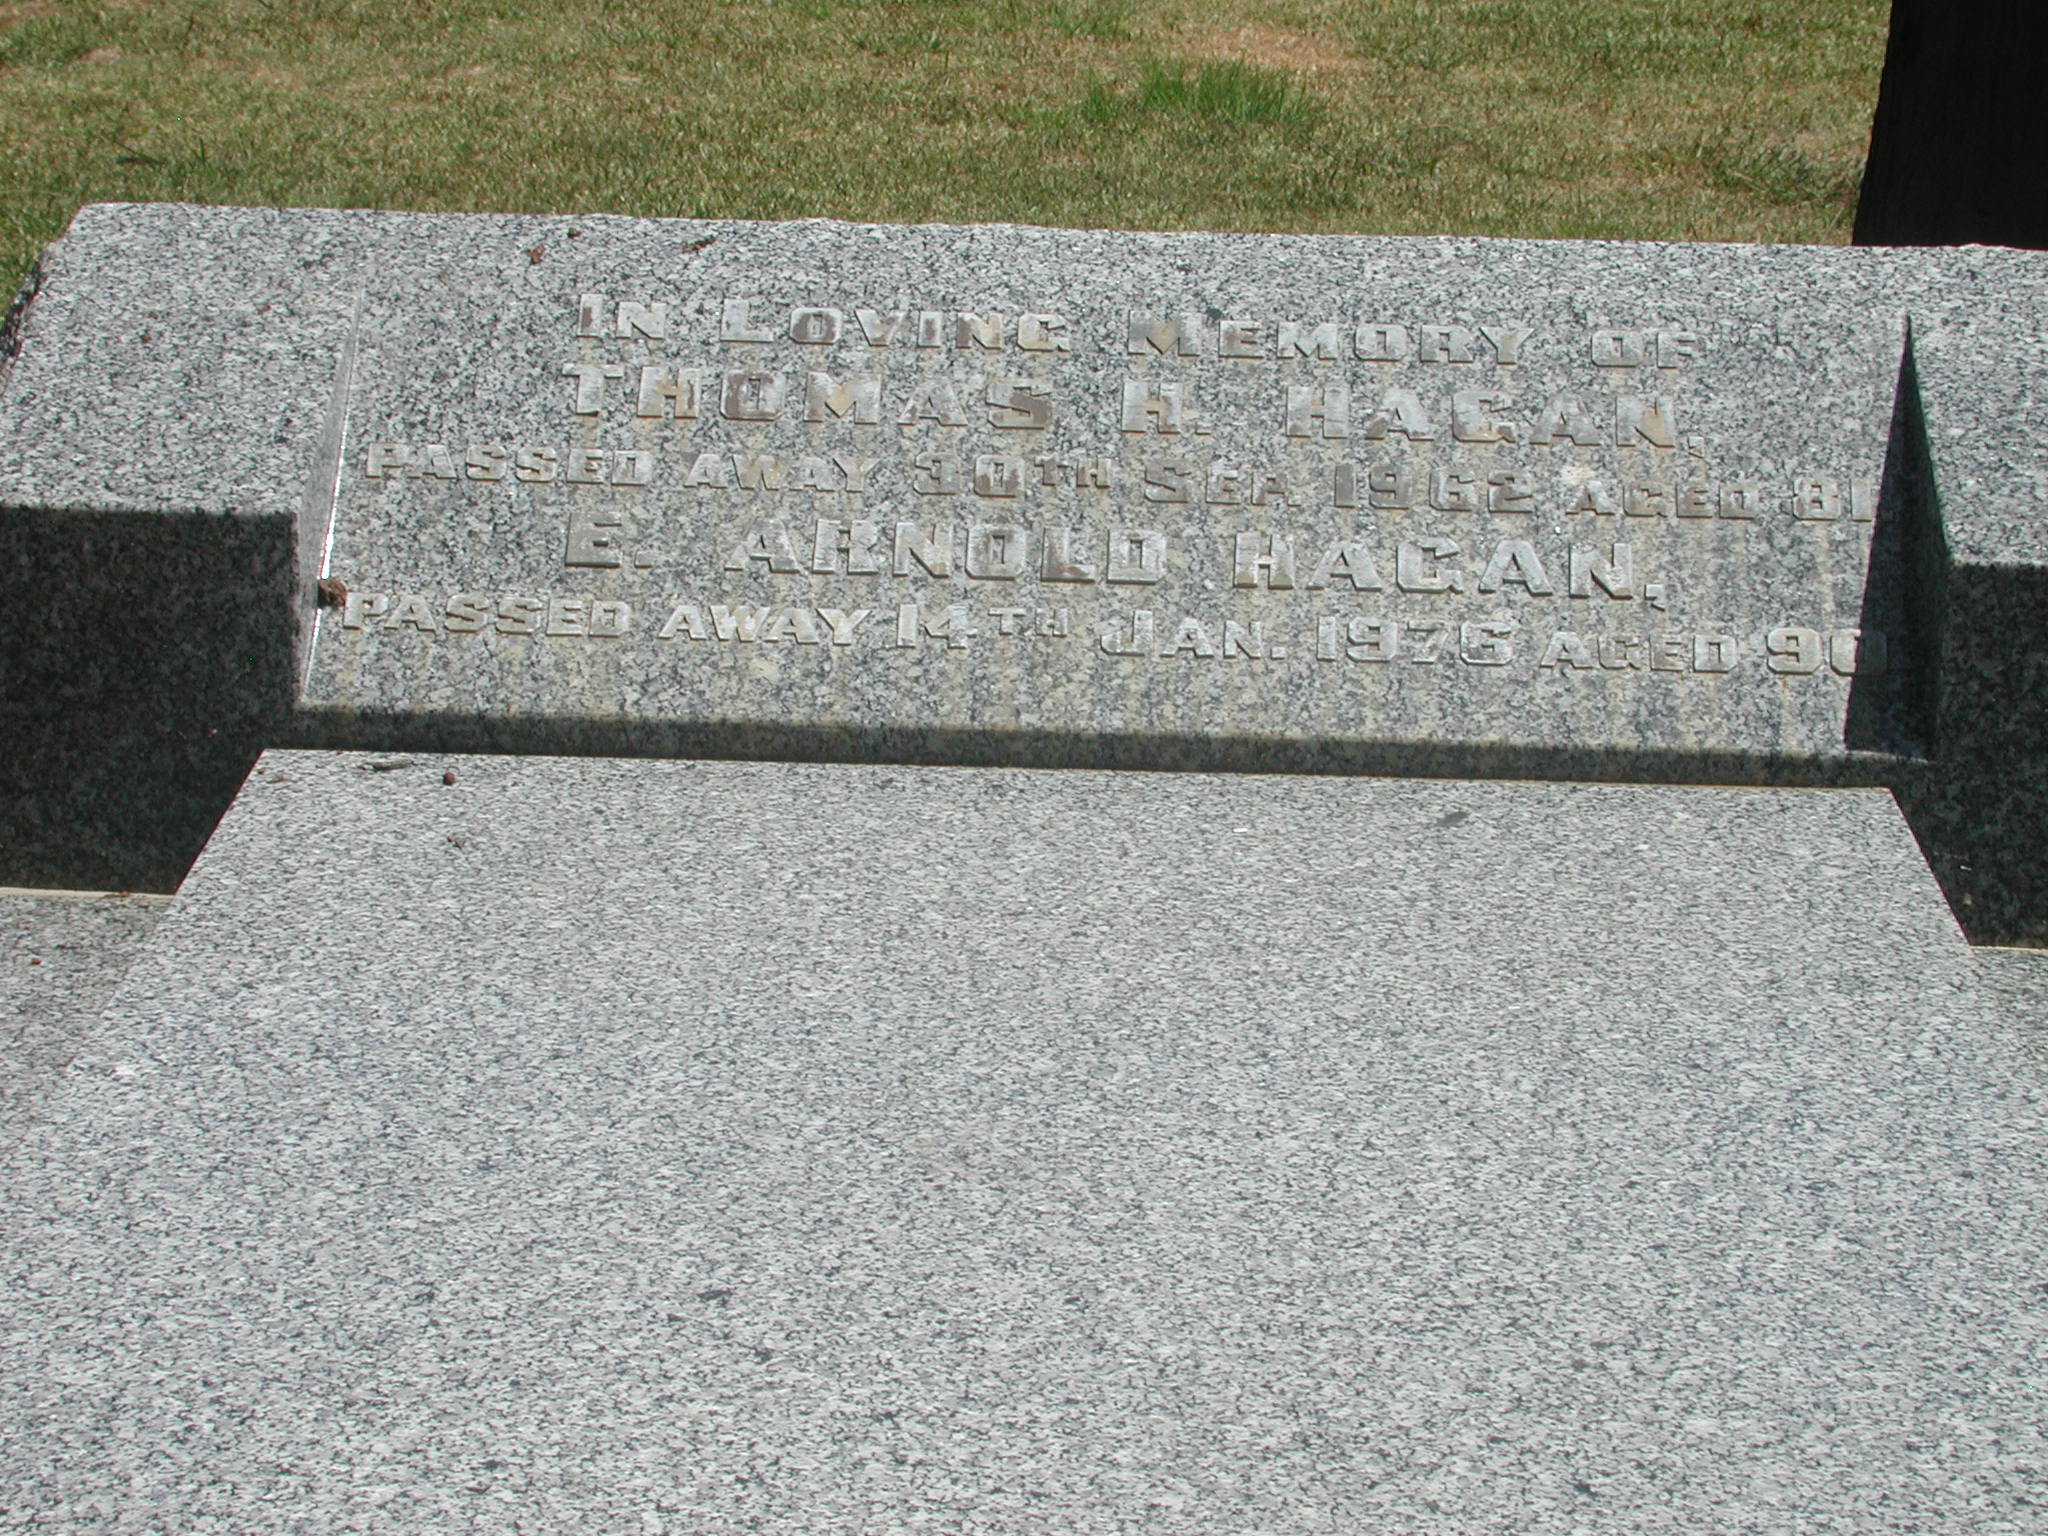 In Loving Memory of
THOMAS H. HAGAN,
PASSED AWAY 30TH SEP. 1962 AGED 81
E. ARNOLD HAGAN,
PASSED AWAY 14TH JAN. 1976 AGED 90